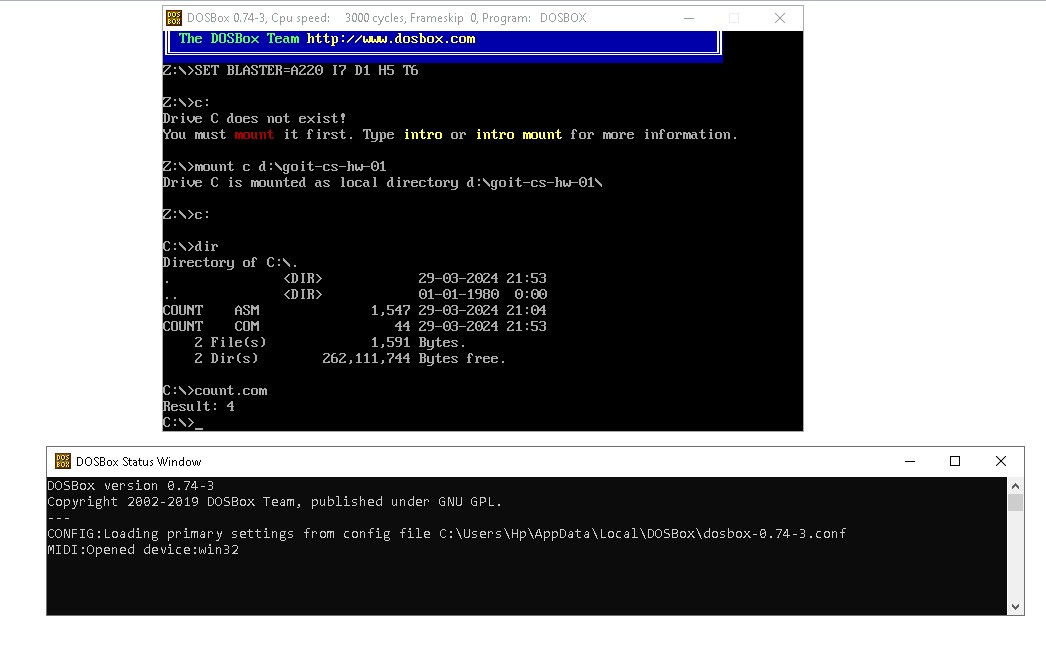 DOSBox 0.74-3, Cpu speed: 3000 cycles, Frameskip 0, Program: DOSBOX
The DOSBox Team http://www.dosbox.com
Z:\>SET BLASTER=A220 I7 D1 H5 T6
Z:\>c:
Drive C does not exist!
You must mount it first. Type intro or intro mount for more information.
Z:\>mount c d:\goit-cs-hw-01
Drive C is mounted as local directory d:\goit-cs-hw-01\
Z:\>c:
C:\>dir
Directory of C:\.
. <DIR> 29-03-2024 21:53
.. <DIR> 01-01-1980 0:00
COUNT ASM 1,547 29-03-2024 21:04
COUNT COM 44 29-03-2024 21:53
2 File(s) 1,591 Bytes.
2 Dir(s) 262,111,744 Bytes free.
C:\>count.com
Result: 4
C:\>_
DOSBox Status Window
DOSBox version 0.74-3
Copyright 2002-2019 DOSBox Team, published under GNU GPL.
---
CONFIG:Loading primary settings from config file C:\Users\Hp\AppData\Local\DOSBox\dosbox-0.74-3.conf
MIDI:Opened device:win32